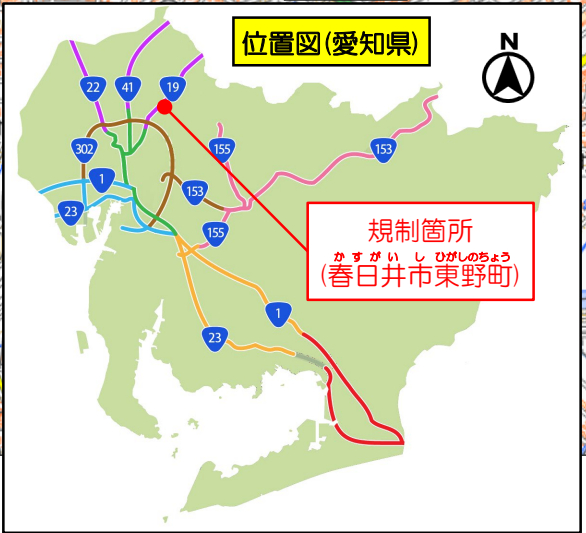 位置図(愛知県)
N
22
41
19
302
155
153
1
153
23
155
規制箇所
かすがいしひがしのちょう
(春日井市東野町)
1
23